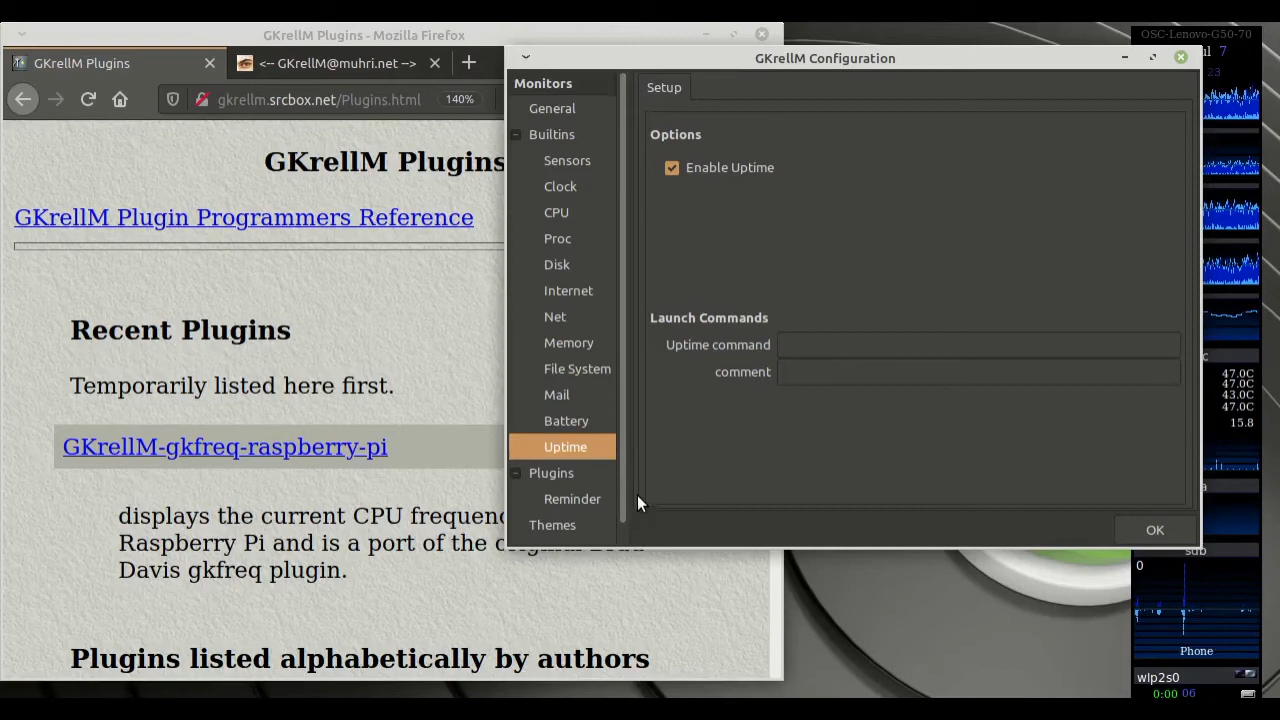 GKrellM Plugins - Mozilla Firefox
GKrellM Plugins
<-- GKrellM@muhri.net -->
gkrellm.srcbox.net/Plugins.html
140%
GKrellM Plugins
GKrellM Plugin Programmers Reference
Recent Plugins
Temporarily listed here first.
GKrellM-gkfreq-raspberry-pi
displays the current CPU
Raspberry Pi and is a port of the
Davis gkfreq plugin.
Plugins listed alphabetically by authors
GKrellM Configuration
Monitors
General
Builtins
Sensors
Clock
CPU
Proc
Disk
Internet
Net
Memory
File System
Mail
Battery
Uptime
Plugins
Reminder
Themes
Setup
Options
Enable Uptime
Launch Commands
Uptime command
comment
OK
OSC-Lenovo-G50-70
7
23
47.0C
47.0C
43.0C
47.0C
15.8
0
Phone
wlp2s0
0:00 06